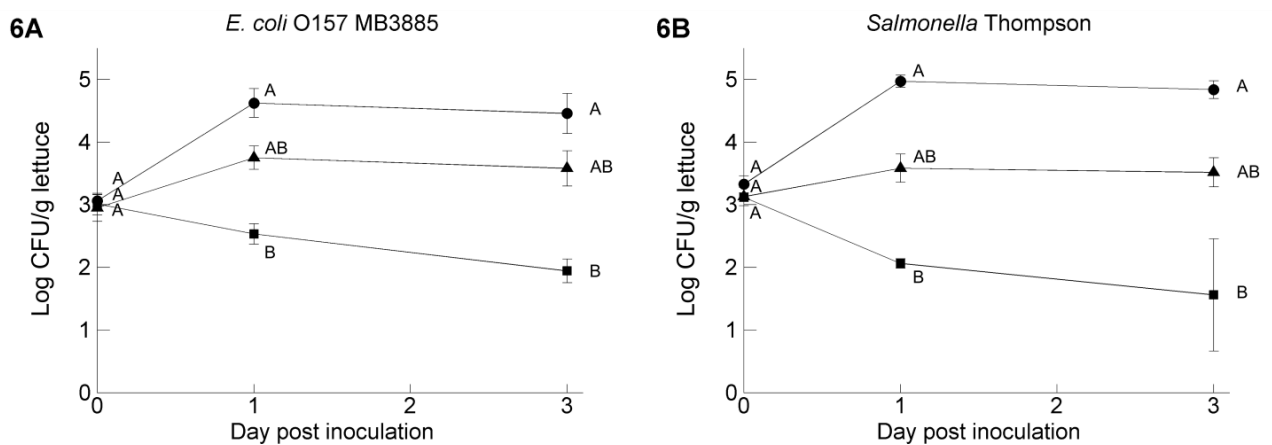 6A
E. coli O157 MB3885
Log CFU/g lettuce
5
4
3
2
1
0
A
A
A
A
AB
B
A
AB
B
0 1 2 3
Day post inoculation
6B
Salmonella Thompson
Log CFU/g lettuce
5
4
3
2
1
0
A
A
A
A
AB
B
A
AB
B
0 1 2 3
Day post inoculation